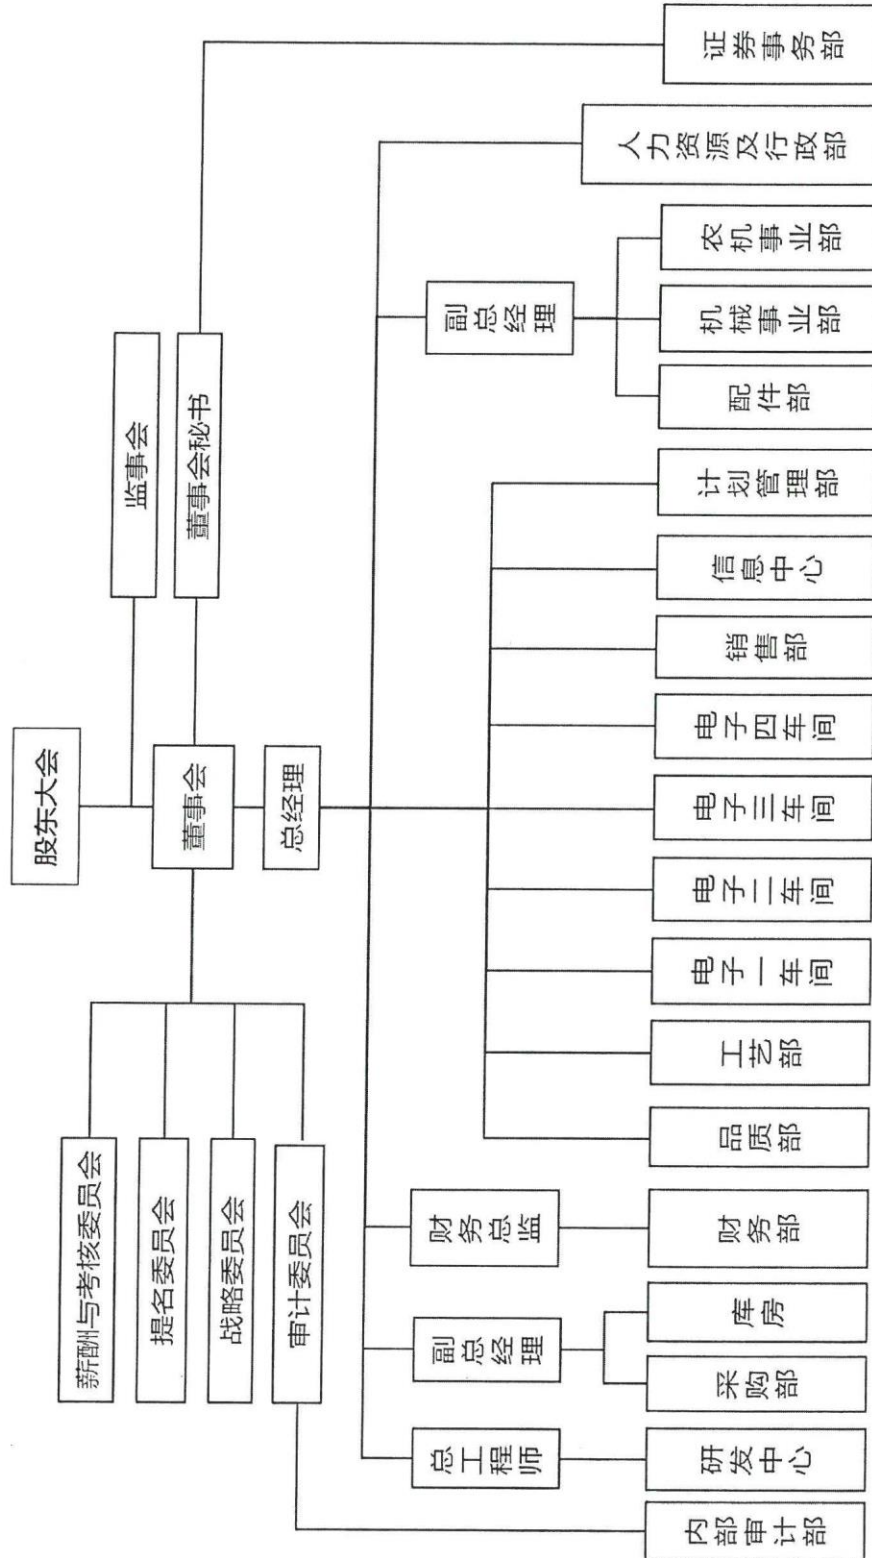 股东大会
监事会
董事会
董事会秘书
薪酬与考核委员会
提名委员会
战略委员会
审计委员会
总经理
总工程师
副总经理
财务总监
副总经理
内部审计部
研发中心
采购部
库房
财务部
品质部
工艺部
电子一车间
电子二车间
电子三车间
电子四车间
销售部
信息中心
计划管理部
配件部
机械事业部
农机事业部
人力资源及行政部
证券事务部